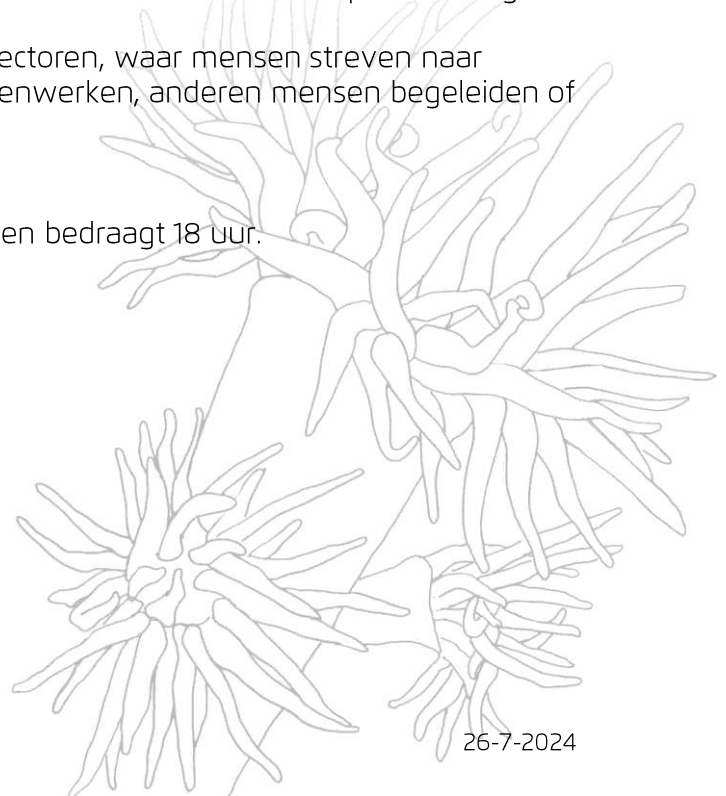 ectoren, waar mensen streven naar
enwerken, anderen mensen begeleiden of
en bedraagt 18 uur.
26-7-2024